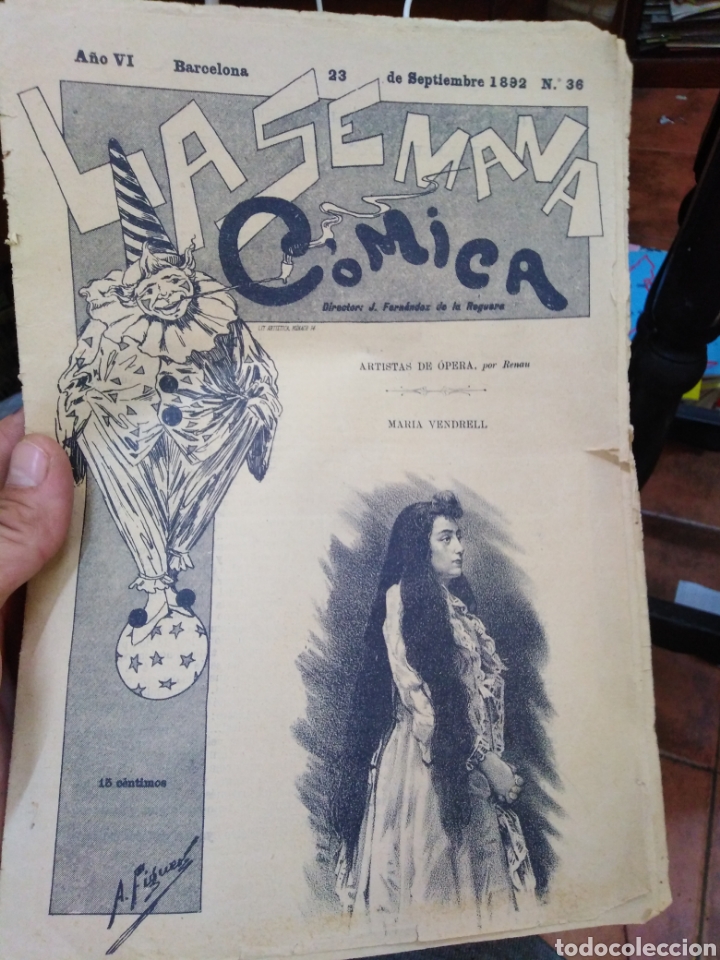 Año VI Barcelona 23 de Septiembre 1892 N.º 36
LA SEMANA
CÓMICA
Director: J. Fernández de la Reguera
ARTISTAS DE ÓPERA, por Renau
MARIA VENDRELL
15 céntimos
todocoleccion